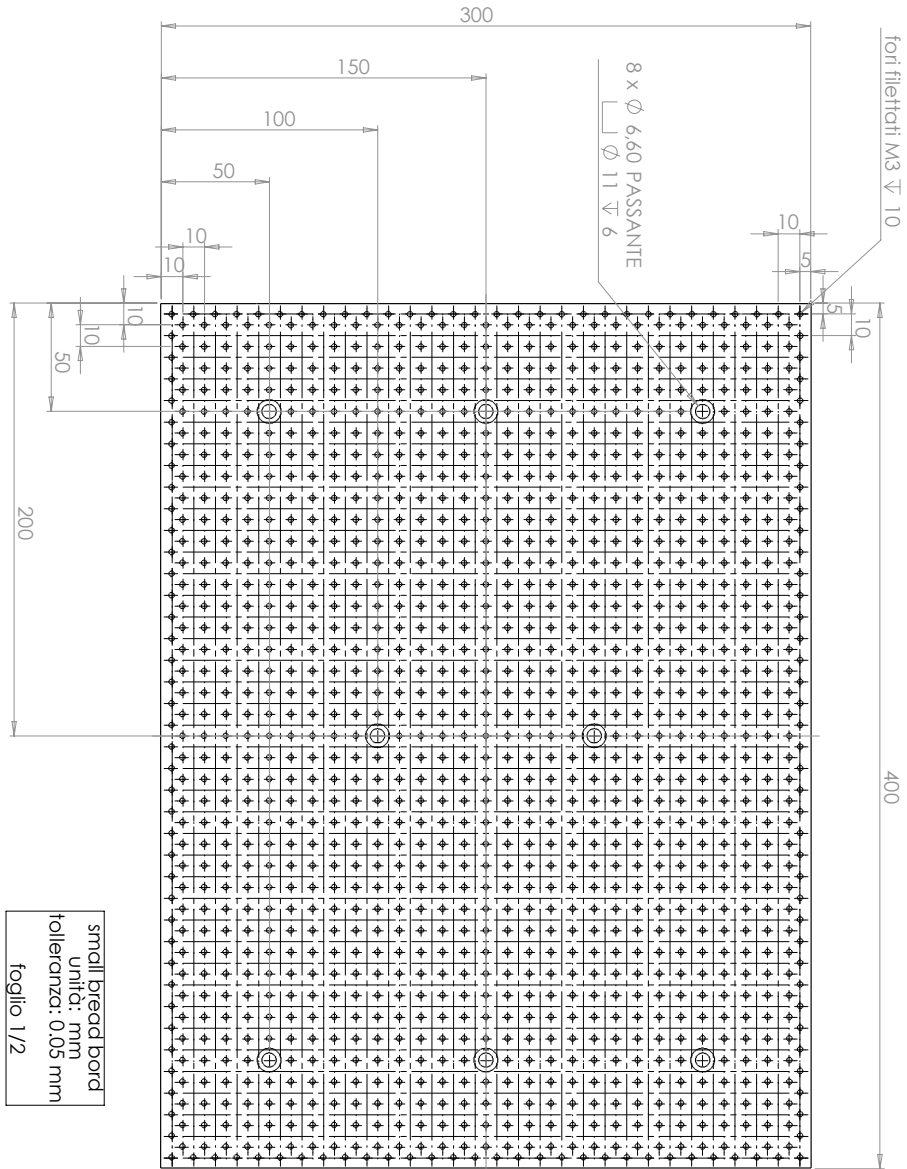 300
150
100
50
10
10
fori filettati M3 ↧ 10
8 x Ø 6,60 PASSANTE
⌴ Ø 11 ↧ 6
10
5
5
10
10
10
50
200
400
small bread bord
unità: mm
tolleranza: 0.05 mm
foglio 1/2